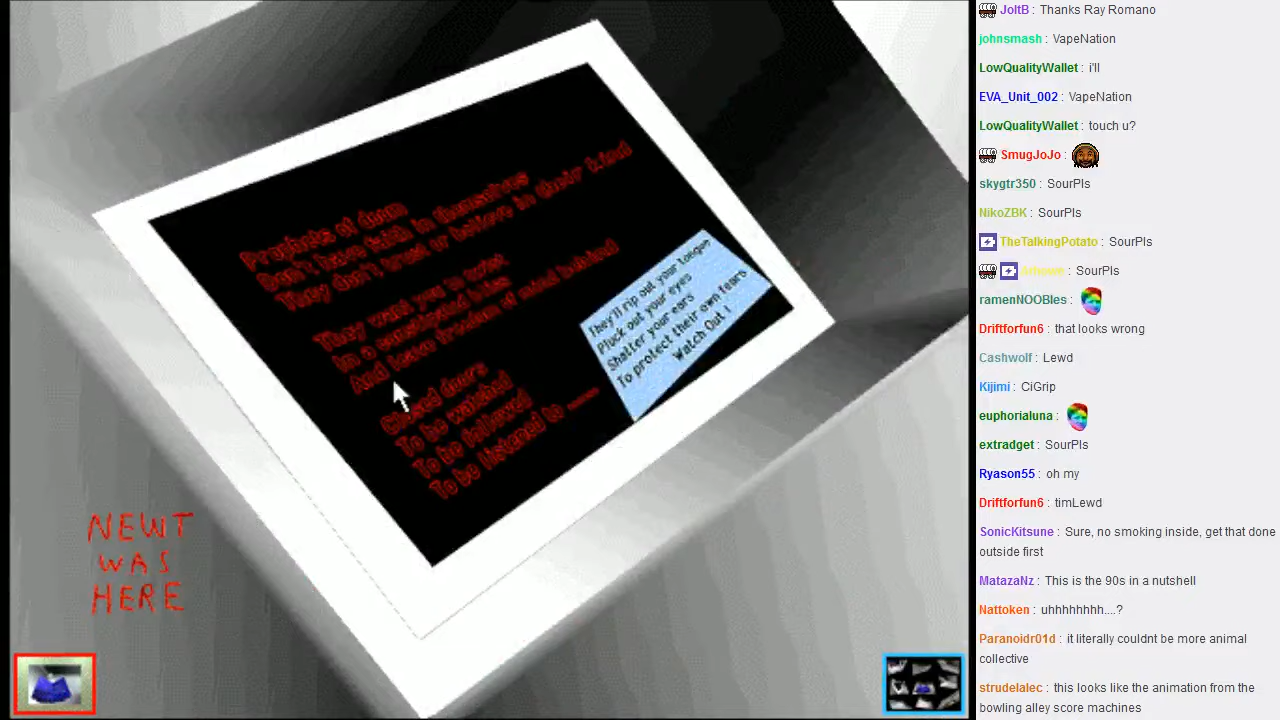 Prophets of doom
Don't have faith in themselves
They don't trust or believe in their kind
They want you to exist
In a
And leave freedom of mind behind
Closed doors
To be watched
To be followed
To be listened to
They'll rip out your tongue
Pluck out your eyes
Shatter your ears
To protect their own fears
Watch Out !
NEWT
WAS
HERE
JoltB : Thanks Ray Romano
johnsmash : VapeNation
LowQualityWallet : i'll
EVA_Unit_002 : VapeNation
LowQualityWallet : touch u?
SmugJoJo :
skygtr350 : SourPls
NikoZBK : SourPls
TheTalkingPotato : SourPls
: SourPls
ramenNOOBles :
Driftforfun6 : that looks wrong
Cashwolf : Lewd
Kijimi : CiGrip
euphorialuna :
extradget : SourPls
Ryason55 : oh my
Driftforfun6 : timLewd
SonicKitsune : Sure, no smoking inside, get that done
outside first
MatazaNz : This is the 90s in a nutshell
Nattoken : uhhhhhhh....?
Paranoidr01d : it literally couldnt be more animal
collective
strudelalec : this looks like the animation from the
bowling alley score machines